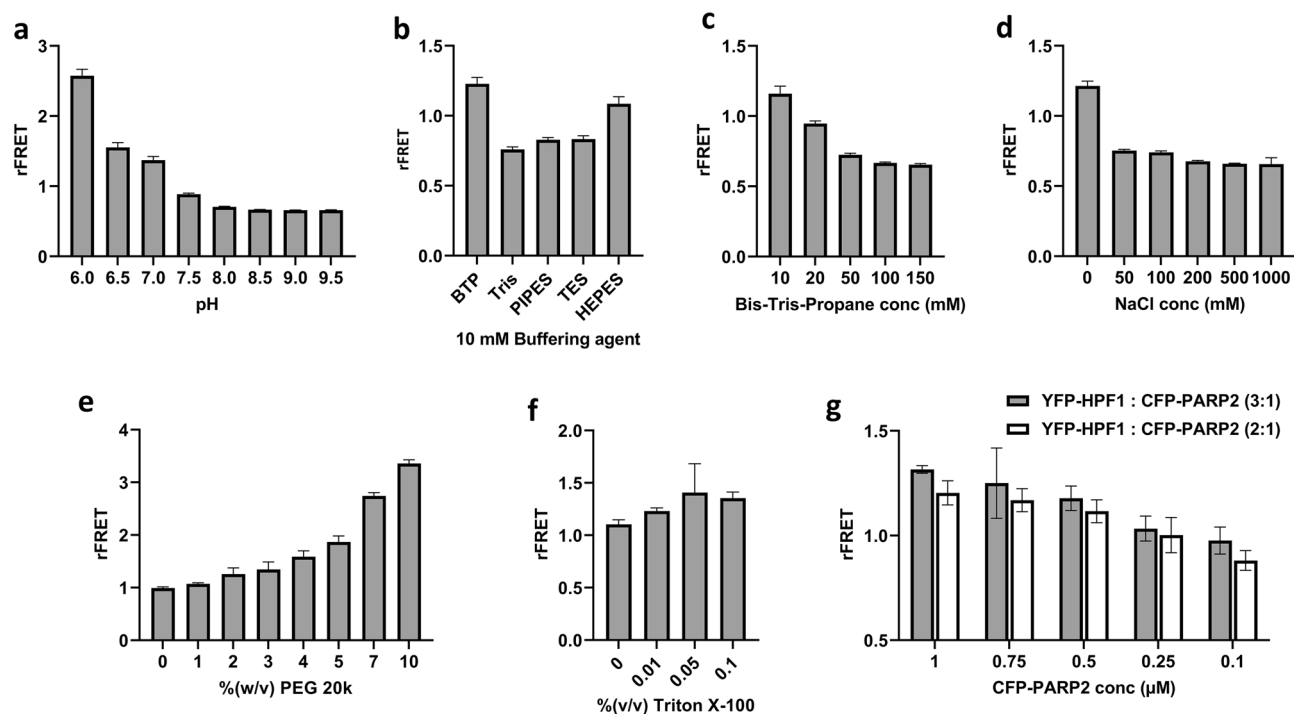 a
3
2
1
0
rFRET
6.0 6.5 7.0 7.5 8.0 8.5 9.0 9.5
pH
b
1.5
1.0
0.5
0.0
rFRET
BTP Tris PIPES TES HEPES
10 mM Buffering agent
c
1.5
1.0
0.5
0.0
rFRET
10 20 50 100 150
Bis-Tris-Propane conc (mM)
d
1.5
1.0
0.5
0.0
rFRET
0 50 100 200 500 1000
NaCl conc (mM)
e
4
3
2
1
0
rFRET
0 1 2 3 4 5 7 10
%(w/v) PEG 20k
f
2.0
1.5
1.0
0.5
0.0
rFRET
0 0.01 0.05 0.1
%(v/v) Triton X-100
g
YFP-HPF1 : CFP-PARP2 (3:1)
YFP-HPF1 : CFP-PARP2 (2:1)
1.5
1.0
0.5
rFRET
1 0.75 0.5 0.25 0.1
CFP-PARP2 conc (µM)